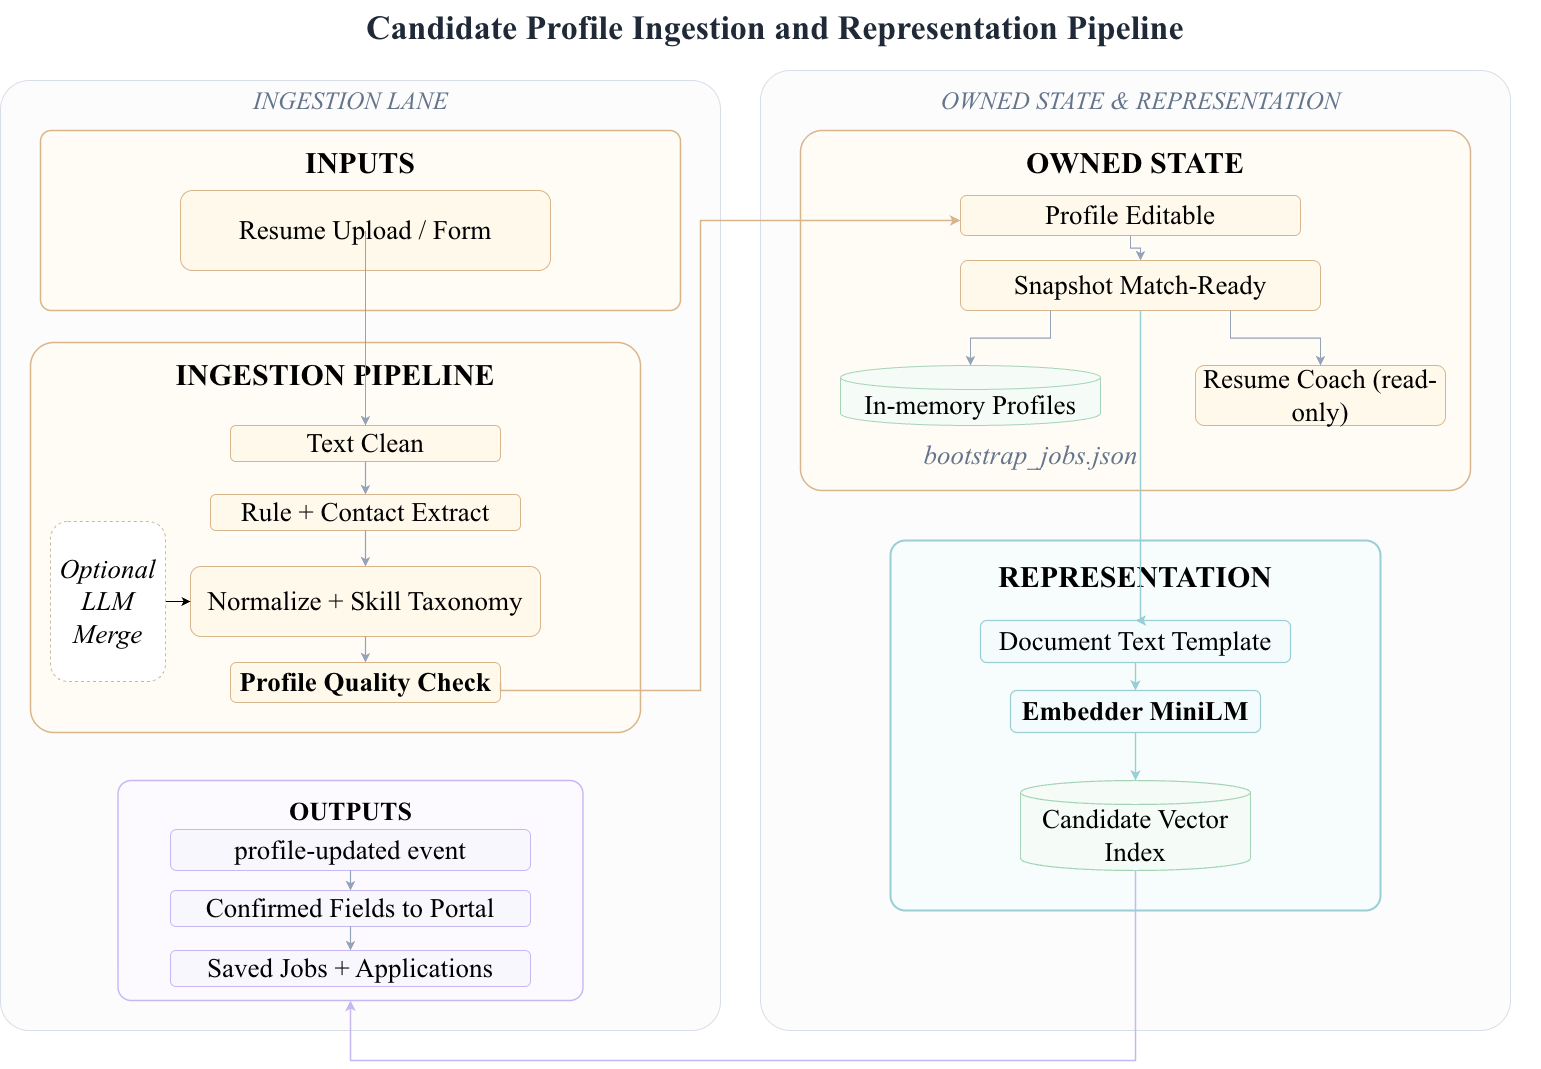 Candidate Profile Ingestion and Representation Pipeline
INGESTION LANE
INPUTS
Resume Upload / Form
INGESTION PIPELINE
Text Clean
Rule + Contact Extract
Optional
LLM
Merge
Normalize + Skill Taxonomy
Profile Quality Check
OUTPUTS
profile-updated event
Confirmed Fields to Portal
Saved Jobs + Applications
OWNED STATE & REPRESENTATION
OWNED STATE
Profile Editable
Snapshot Match-Ready
In-memory Profiles
Resume Coach (read-
only)
bootstrap_jobs.json
REPRESENTATION
Document Text Template
Embedder MiniLM
Candidate Vector
Index